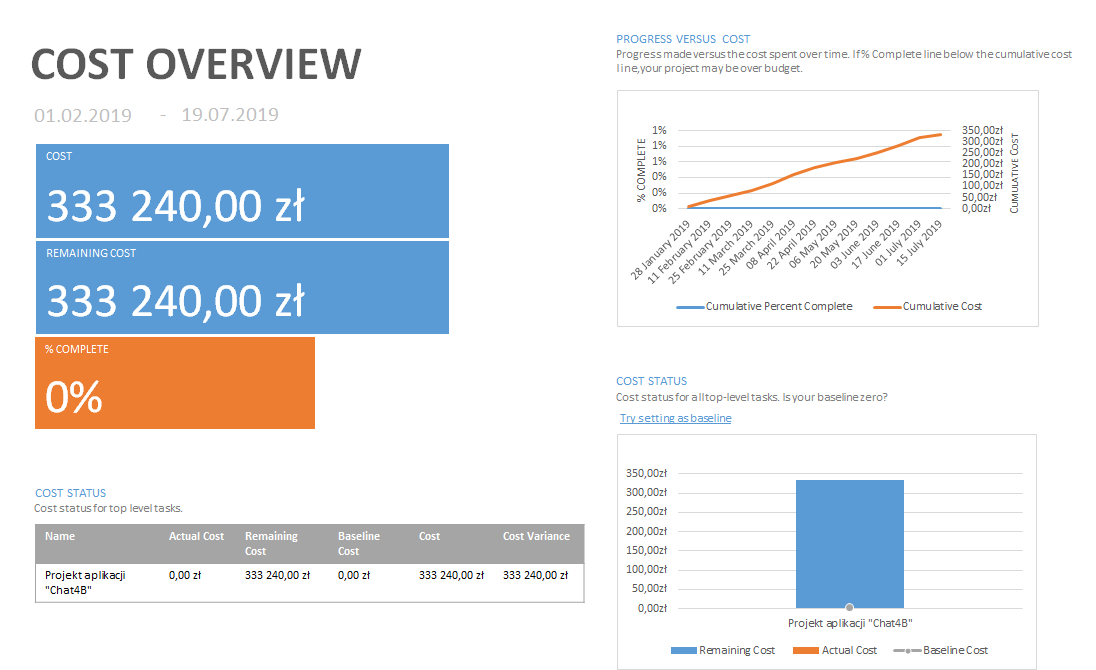 COST OVERVIEW
01.02.2019 - 19.07.2019
COST
333 240,00 zł
REMAINING COST
333 240,00 zł
% COMPLETE
0%
COST STATUS
Cost status for top level tasks.
Name Actual Cost Remaining Cost Baseline Cost Cost Cost Variance
Projekt aplikacji "Chat4B" 0,00 zł 333 240,00 zł 0,00 zł 333 240,00 zł 333 240,00 zł
PROGRESS VERSUS COST
Progress made versus the cost spent over time. If % Complete line below the cumulative cost
line, your project may be over budget.
% COMPLETE
1%
1%
1%
0%
0%
0%
350,00zł
300,00zł
250,00zł
200,00zł
150,00zł
100,00zł
50,00zł
0,00zł
CUMULATIVE COST
28 January 2019
11 February 2019
25 February 2019
11 March 2019
25 March 2019
08 April 2019
22 April 2019
06 May 2019
20 May 2019
03 June 2019
17 June 2019
01 July 2019
15 July 2019
Cumulative Percent Complete Cumulative Cost
COST STATUS
Cost status for all top-level tasks. Is your baseline zero?
Try setting as baseline
350,00zł
300,00zł
250,00zł
200,00zł
150,00zł
100,00zł
50,00zł
0,00zł
Projekt aplikacji "Chat4B"
Remaining Cost Actual Cost Baseline Cost